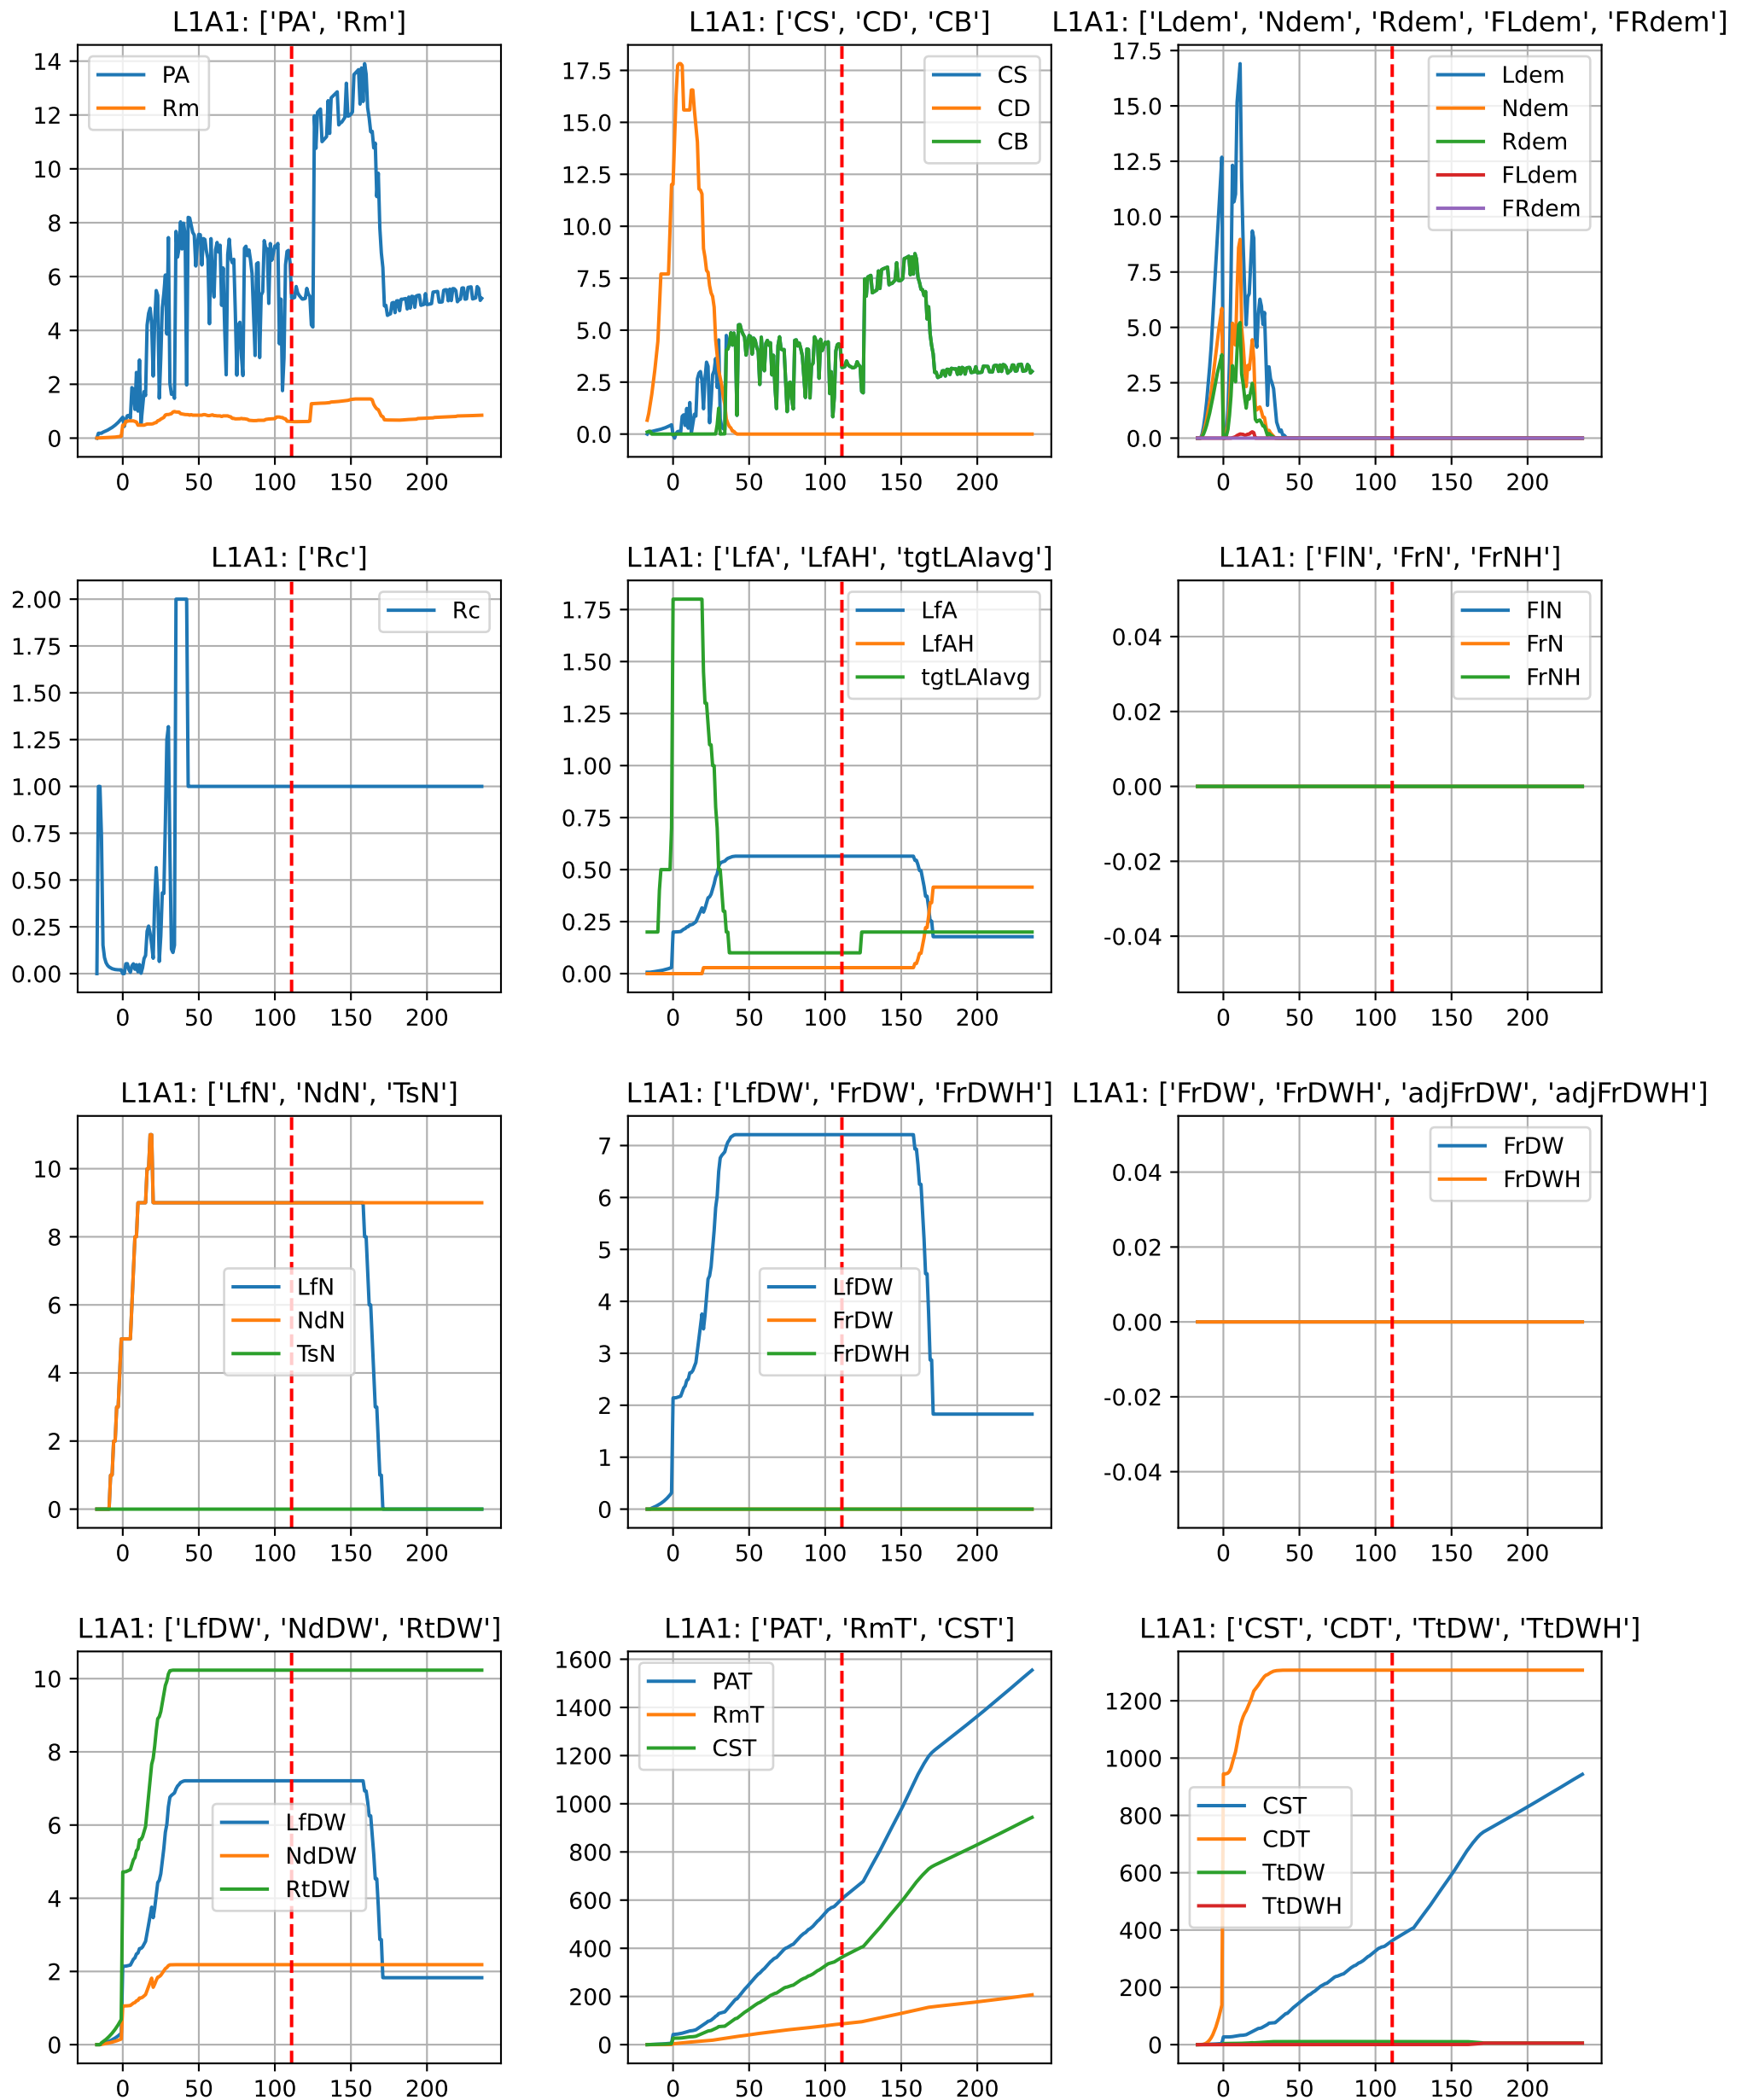 L1A1: ['PA', 'Rm']
14
12
10
8
6
4
2
0
0 50 100 150 200
PA
Rm
L1A1: ['CS', 'CD', 'CB']
17.5
15.0
12.5
10.0
7.5
5.0
2.5
0.0
0 50 100 150 200
CS
CD
CB
L1A1: ['Ldem', 'Ndem', 'Rdem', 'FLdem', 'FRdem']
17.5
15.0
12.5
10.0
7.5
5.0
2.5
0.0
0 50 100 150 200
Ldem
Ndem
Rdem
FLdem
FRdem
L1A1: ['Rc']
2.00
1.75
1.50
1.25
1.00
0.75
0.50
0.25
0.00
0 50 100 150 200
Rc
L1A1: ['LfA', 'LfAH', 'tgtLAIavg']
1.75
1.50
1.25
1.00
0.75
0.50
0.25
0.00
0 50 100 150 200
LfA
LfAH
tgtLAIavg
L1A1: ['FlN', 'FrN', 'FrNH']
0.04
0.02
0.00
-0.02
-0.04
0 50 100 150 200
FlN
FrN
FrNH
L1A1: ['LfN', 'NdN', 'TsN']
10
8
6
4
2
0
0 50 100 150 200
LfN
NdN
TsN
L1A1: ['LfDW', 'FrDW', 'FrDWH']
7
6
5
4
3
2
1
0
0 50 100 150 200
LfDW
FrDW
FrDWH
L1A1: ['FrDW', 'FrDWH', 'adjFrDW', 'adjFrDWH']
0.04
0.02
0.00
-0.02
-0.04
0 50 100 150 200
FrDW
FrDWH
L1A1: ['LfDW', 'NdDW', 'RtDW']
10
8
6
4
2
0
0 50 100 150 200
LfDW
NdDW
RtDW
L1A1: ['PAT', 'RmT', 'CST']
1600
1400
1200
1000
800
600
400
200
0
0 50 100 150 200
PAT
RmT
CST
L1A1: ['CST', 'CDT', 'TtDW', 'TtDWH']
1200
1000
800
600
400
200
0
0 50 100 150 200
CST
CDT
TtDW
TtDWH